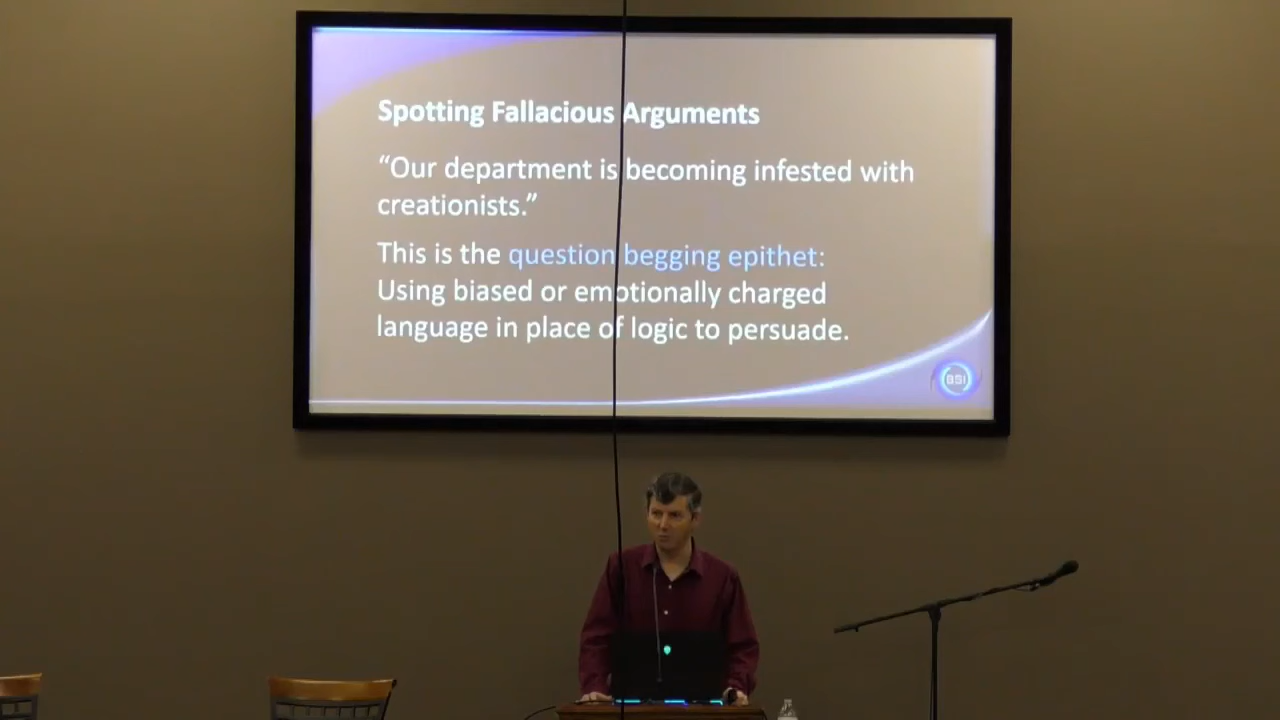 Spotting Fallacious Arguments
“Our department is becoming infested with
creationists.”
This is the question begging epithet:
Using biased or emotionally charged
language in place of logic to persuade.
BSI